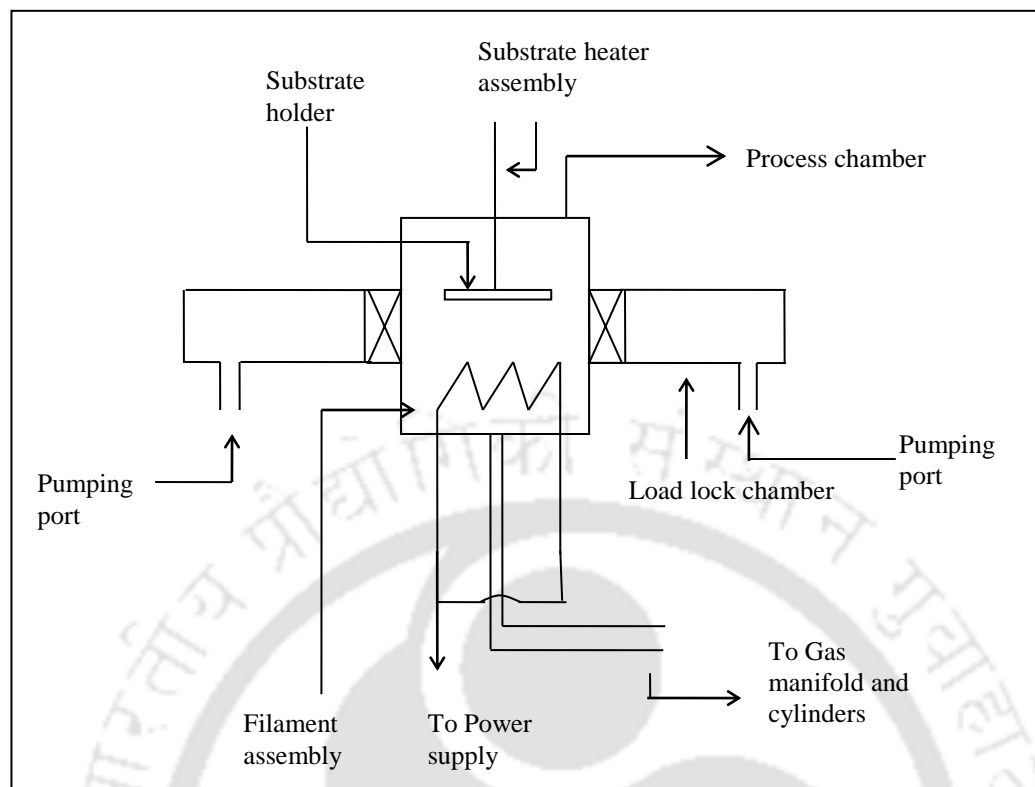 Substrate heater
assembly
Substrate
holder
Process chamber
Pumping
port
Load lock chamber
Pumping
port
Filament
assembly
To Power
supply
To Gas
manifold and
cylinders